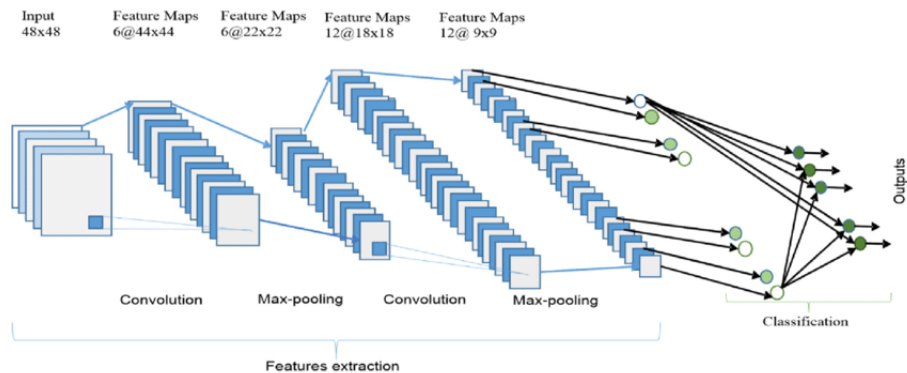 Input
48x48
Feature Maps
6@44x44
Feature Maps
6@22x22
Feature Maps
12@18x18
Feature Maps
12@ 9x9
Outputs
Convolution
Max-pooling
Convolution
Max-pooling
Classification
Features extraction